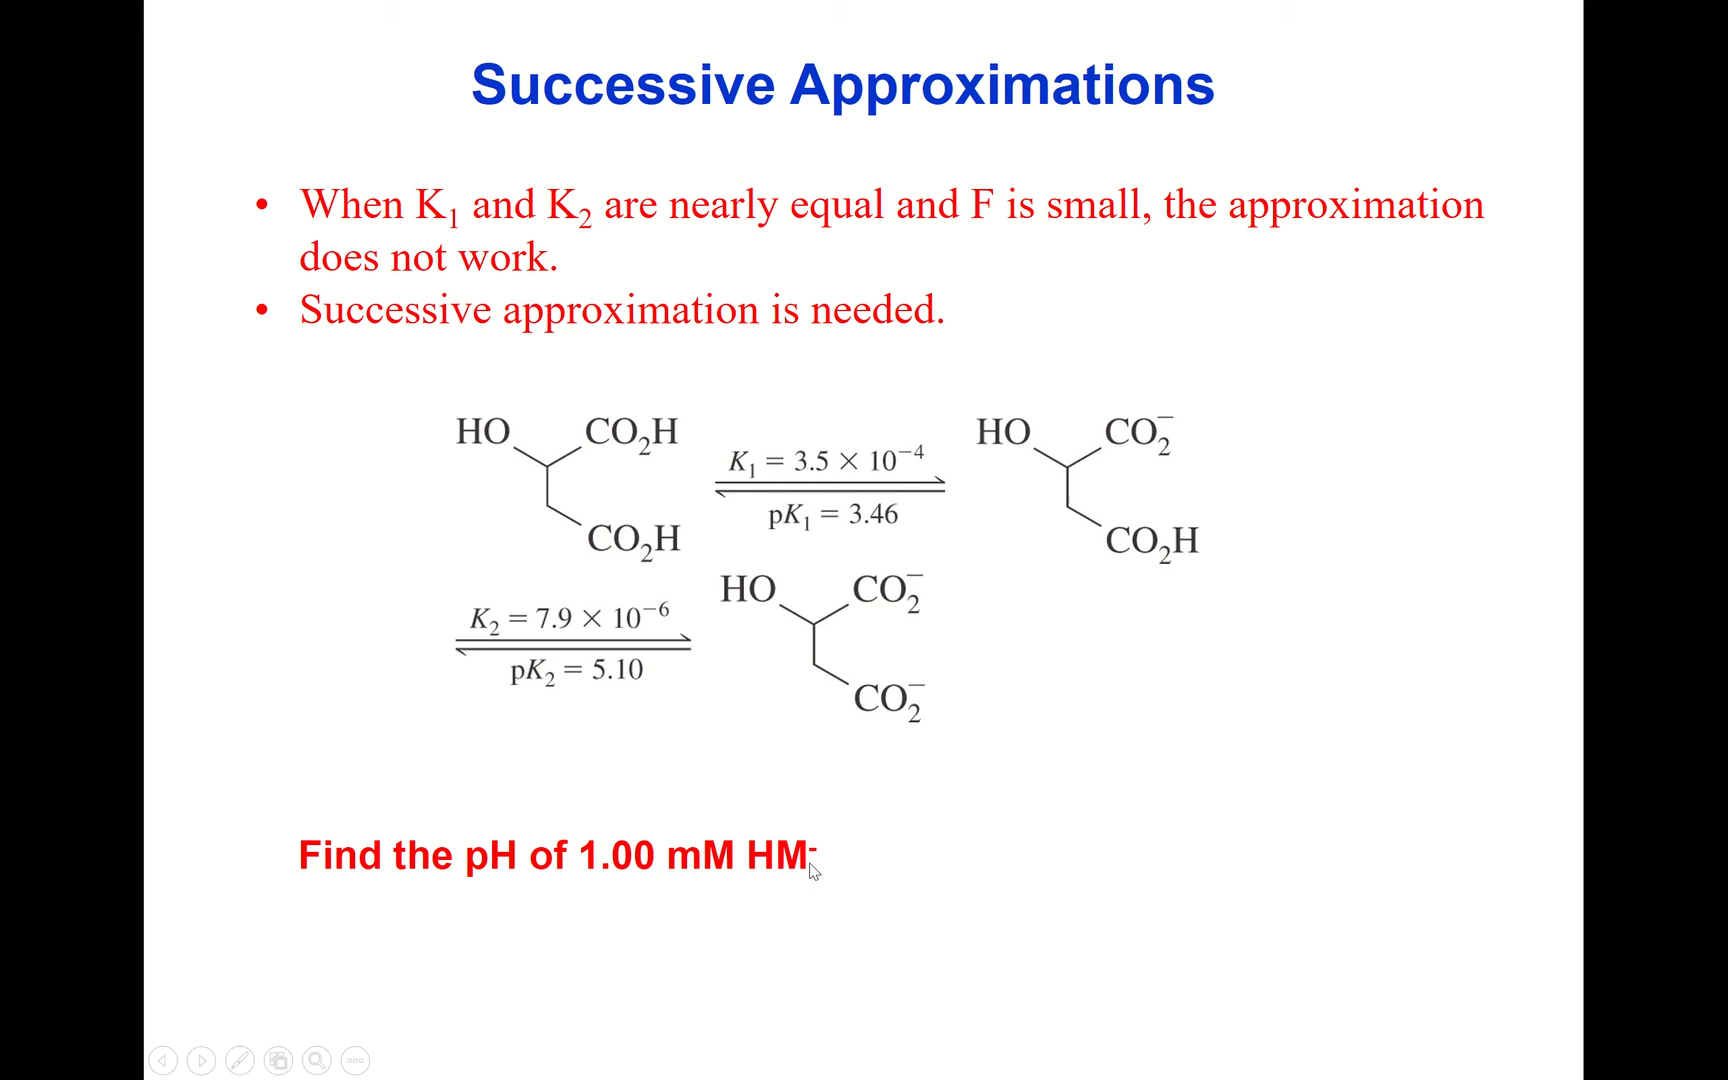 Successive Approximations
• When K₁ and K₂ are nearly equal and F is small, the approximation
does not work.
• Successive approximation is needed.
HO CO₂H
K₁ = 3.5 × 10⁻⁴
pK₁ = 3.46
CO₂H
HO CO₂⁻
CO₂H
K₂ = 7.9 × 10⁻⁶
pK₂ = 5.10
HO CO₂⁻
CO₂⁻
Find the pH of 1.00 mM HM⁻